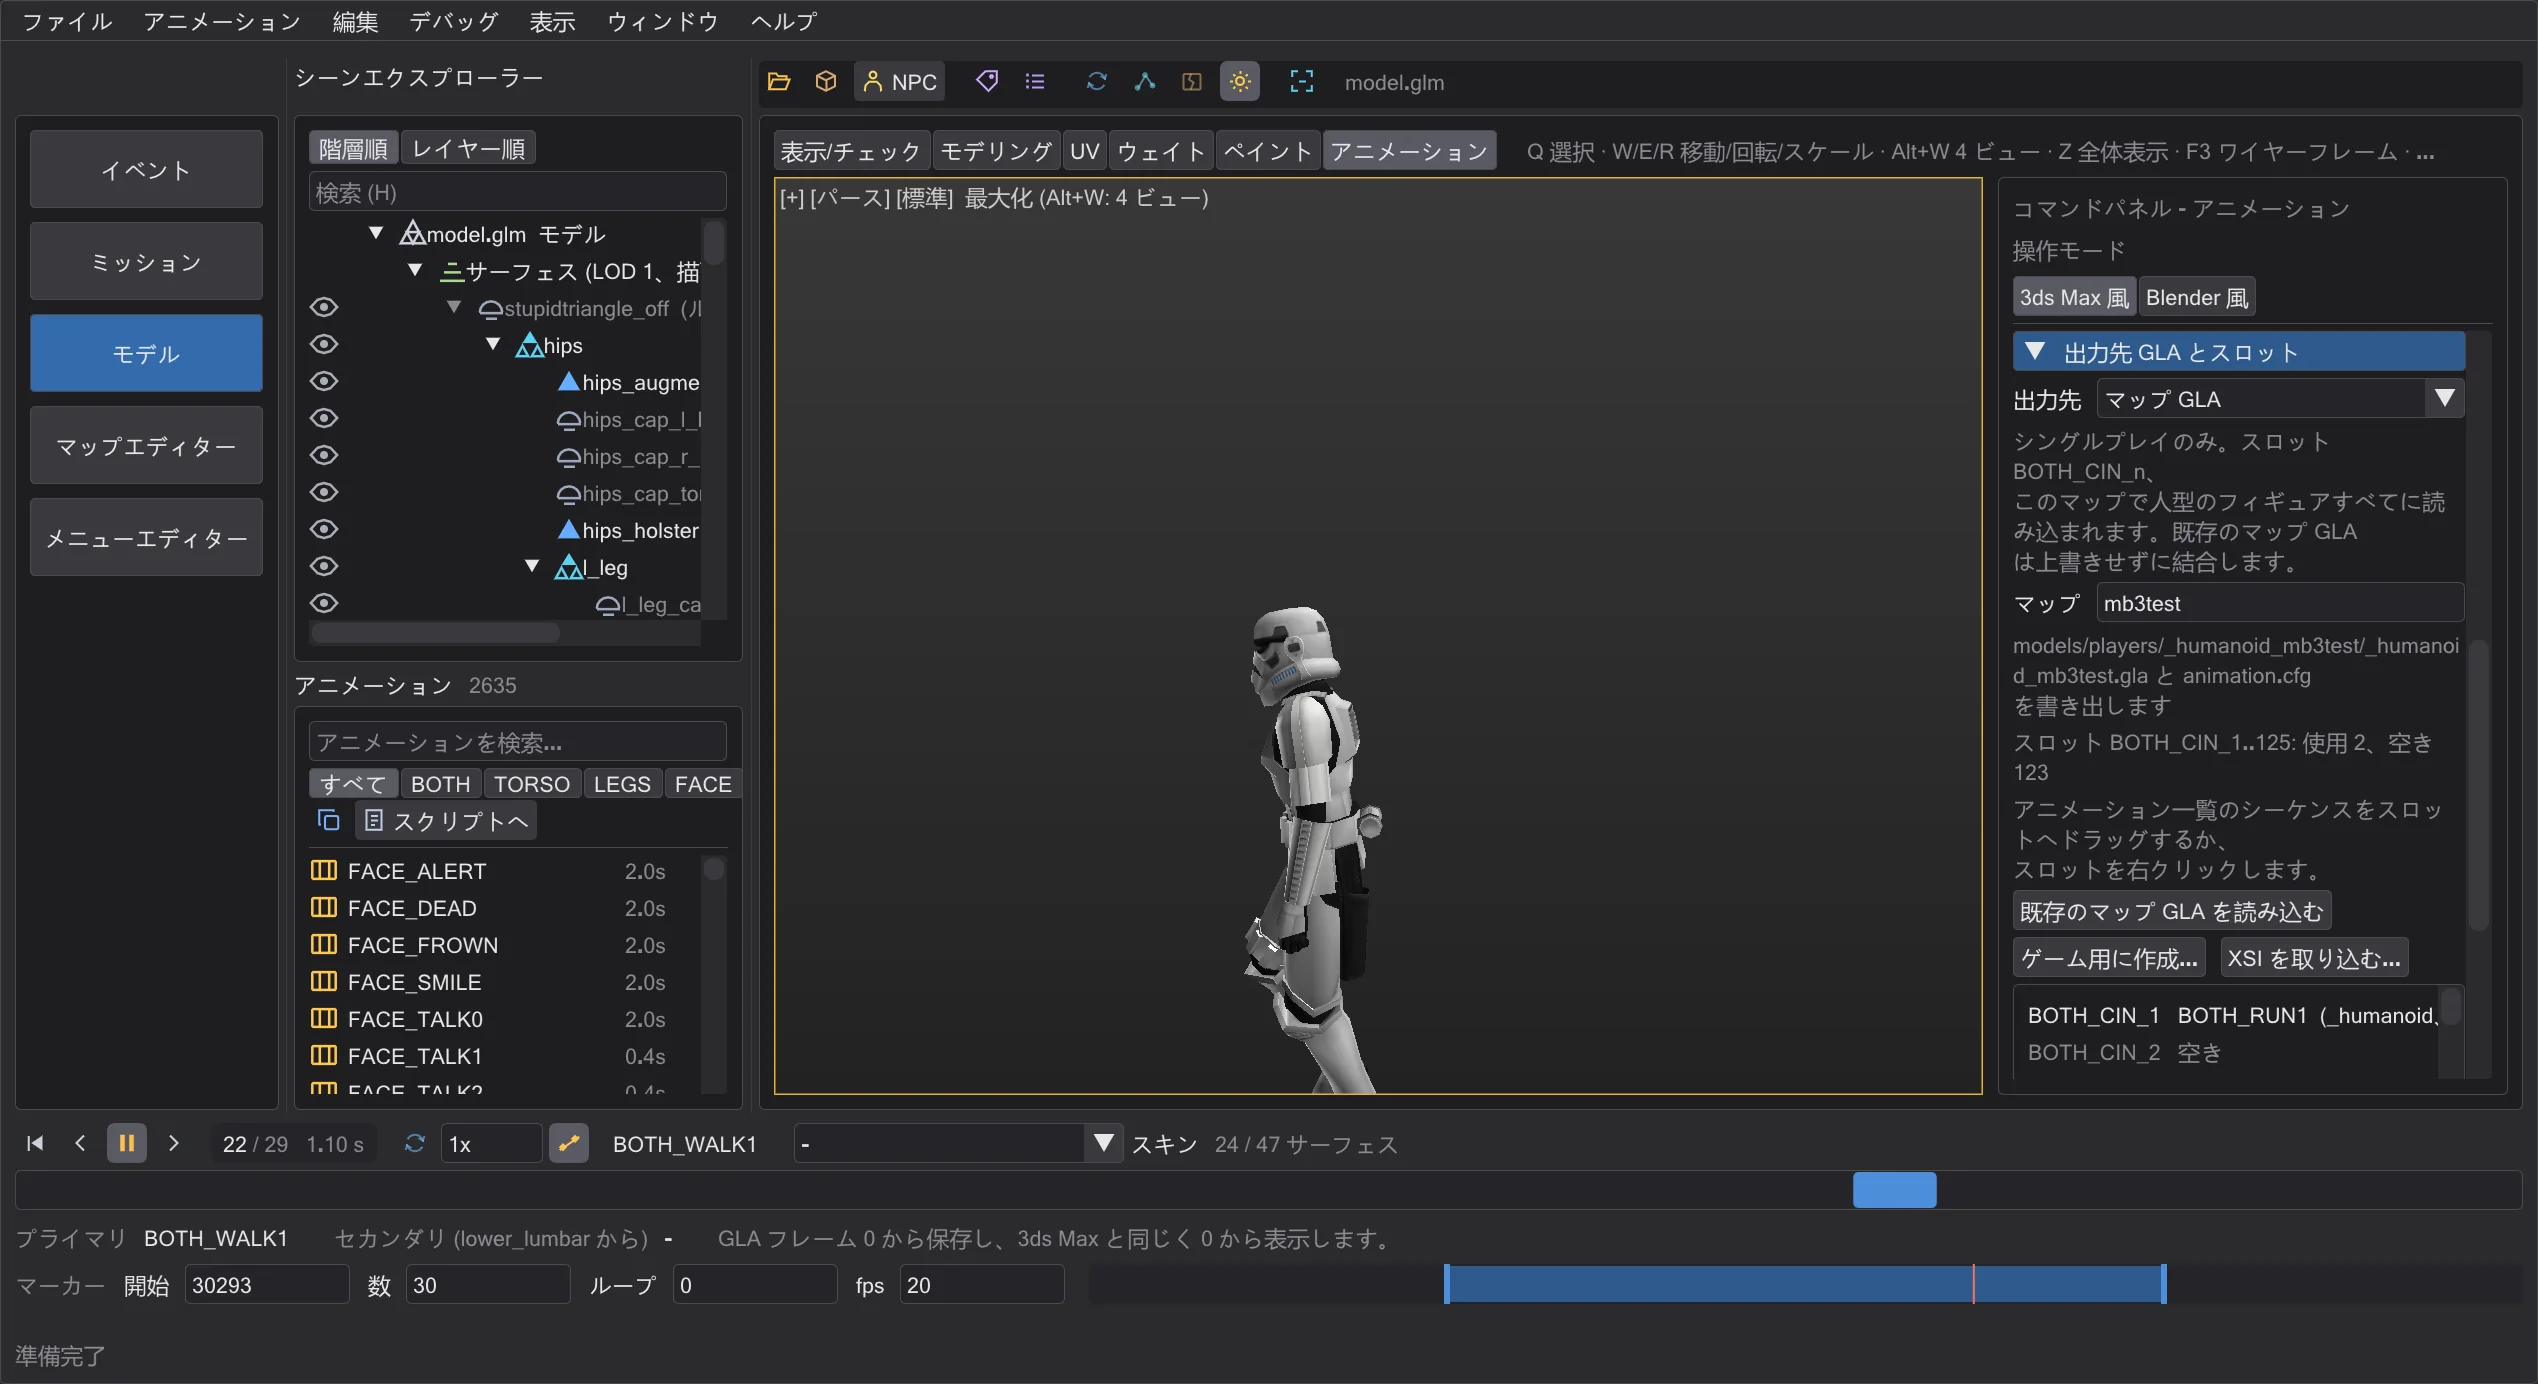 ファイル アニメーション 編集 デバッグ 表示 ウィンドウ ヘルプ
イベント
ミッション
モデル
マップエディター
メニューエディター
シーンエクスプローラー
階層順 レイヤー順
検索 (H)
model.glm モデル
サーフェス (LOD 1、描
stupidtriangle_off (ル
hips
hips_augme
hips_cap_l_l
hips_cap_r_
hips_cap_to
hips_holster
l_leg
l_leg_ca
アニメーション 2635
アニメーションを検索...
すべて BOTH TORSO LEGS FACE
スクリプトへ
FACE_ALERT 2.0s
FACE_DEAD 2.0s
FACE_FROWN 2.0s
FACE_SMILE 2.0s
FACE_TALK0 2.0s
FACE_TALK1 0.4s
FACE_TALK2 0.4s
NPC model.glm
表示/チェック モデリング UV ウェイト ペイント アニメーション Q 選択 · W/E/R 移動/回転/スケール · Alt+W 4 ビュー · Z 全体表示 · F3 ワイヤーフレーム · ...
[+] [パース] [標準] 最大化 (Alt+W: 4 ビュー)
コマンドパネル - アニメーション
操作モード
3ds Max 風 Blender 風
出力先 GLA とスロット
出力先 マップ GLA
シングルプレイのみ。スロット
BOTH_CIN_n、
このマップで人型のフィギュアすべてに読
み込まれます。既存のマップ GLA
は上書きせずに結合します。
マップ mb3test
models/players/_humanoid_mb3test/_humanoi
d_mb3test.gla と animation.cfg
を書き出します
スロット BOTH_CIN_1..125: 使用 2、空き
123
アニメーション一覧のシーケンスをスロッ
トへドラッグするか、
スロットを右クリックします。
既存のマップ GLA を読み込む
ゲーム用に作成... XSI を取り込む...
BOTH_CIN_1 BOTH_RUN1 (_humanoid、
BOTH_CIN_2 空き
22 / 29 1.10 s 1x BOTH_WALK1 - スキン 24 / 47 サーフェス
プライマリ BOTH_WALK1 セカンダリ (lower_lumbar から) - GLA フレーム 0 から保存し、3ds Max と同じく 0 から表示します。
マーカー 開始 30293 数 30 ループ 0 fps 20
準備完了